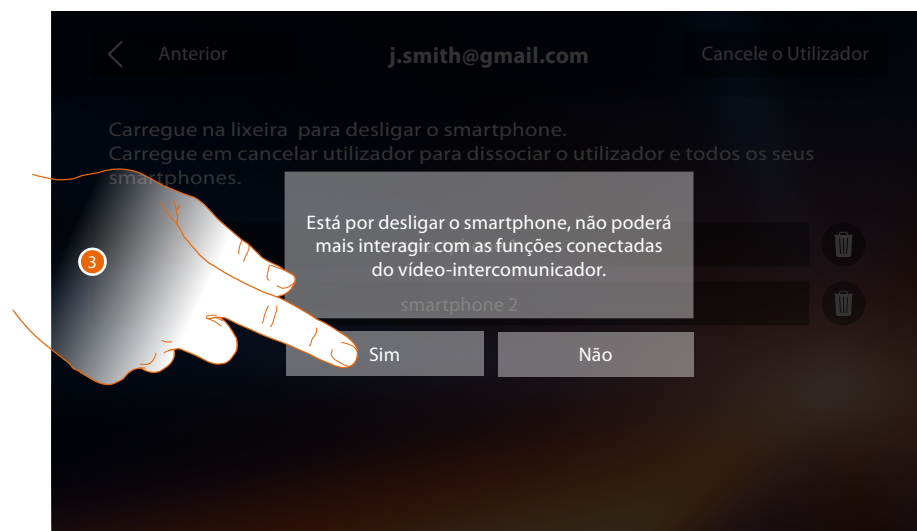 Anterior
j.smith@gmail.com
Cancele o Utilizador
Carregue na lixeira para desligar o smartphone.
Carregue em cancelar utilizador para dissociar o utilizador e todos os seus
smartphones.
Está por desligar o smartphone, não poderá
mais interagir com as funções conectadas
do vídeo-intercomunicador.
3
smartphone 2
Sim
Não